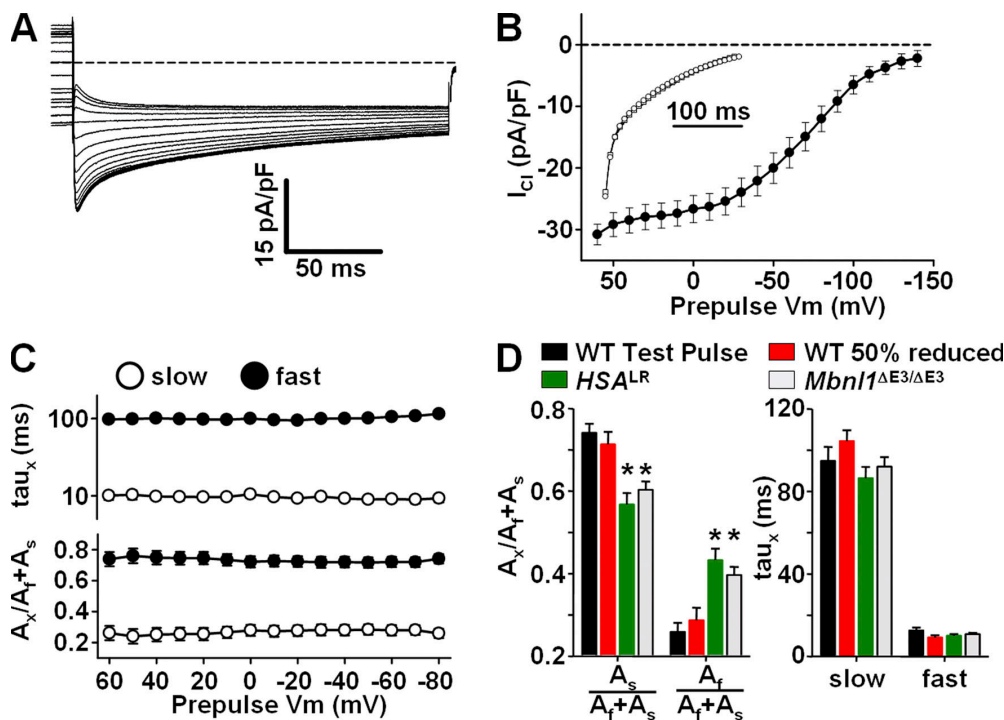 A
15 pA/pF
50 ms
B
I_Cl (pA/pF)
0
-10
-20
-30
100 ms
50 0 -50 -100 -150
Prepulse Vm (mV)
C
slow fast
tau_x (ms)
100
10
A_x/A_f+A_s
0.8
0.6
0.4
0.2
60 40 20 0 -20 -40 -60 -80
Prepulse Vm (mV)
D
WT Test Pulse WT 50% reduced
HSA^LR Mbnl1^ΔE3/ΔE3
A_x/A_f+A_s
0.8
0.6
0.4
0.2
* *
* *
A_s A_f
A_f+A_s A_f+A_s
tau_x (ms)
120
80
40
0
slow fast